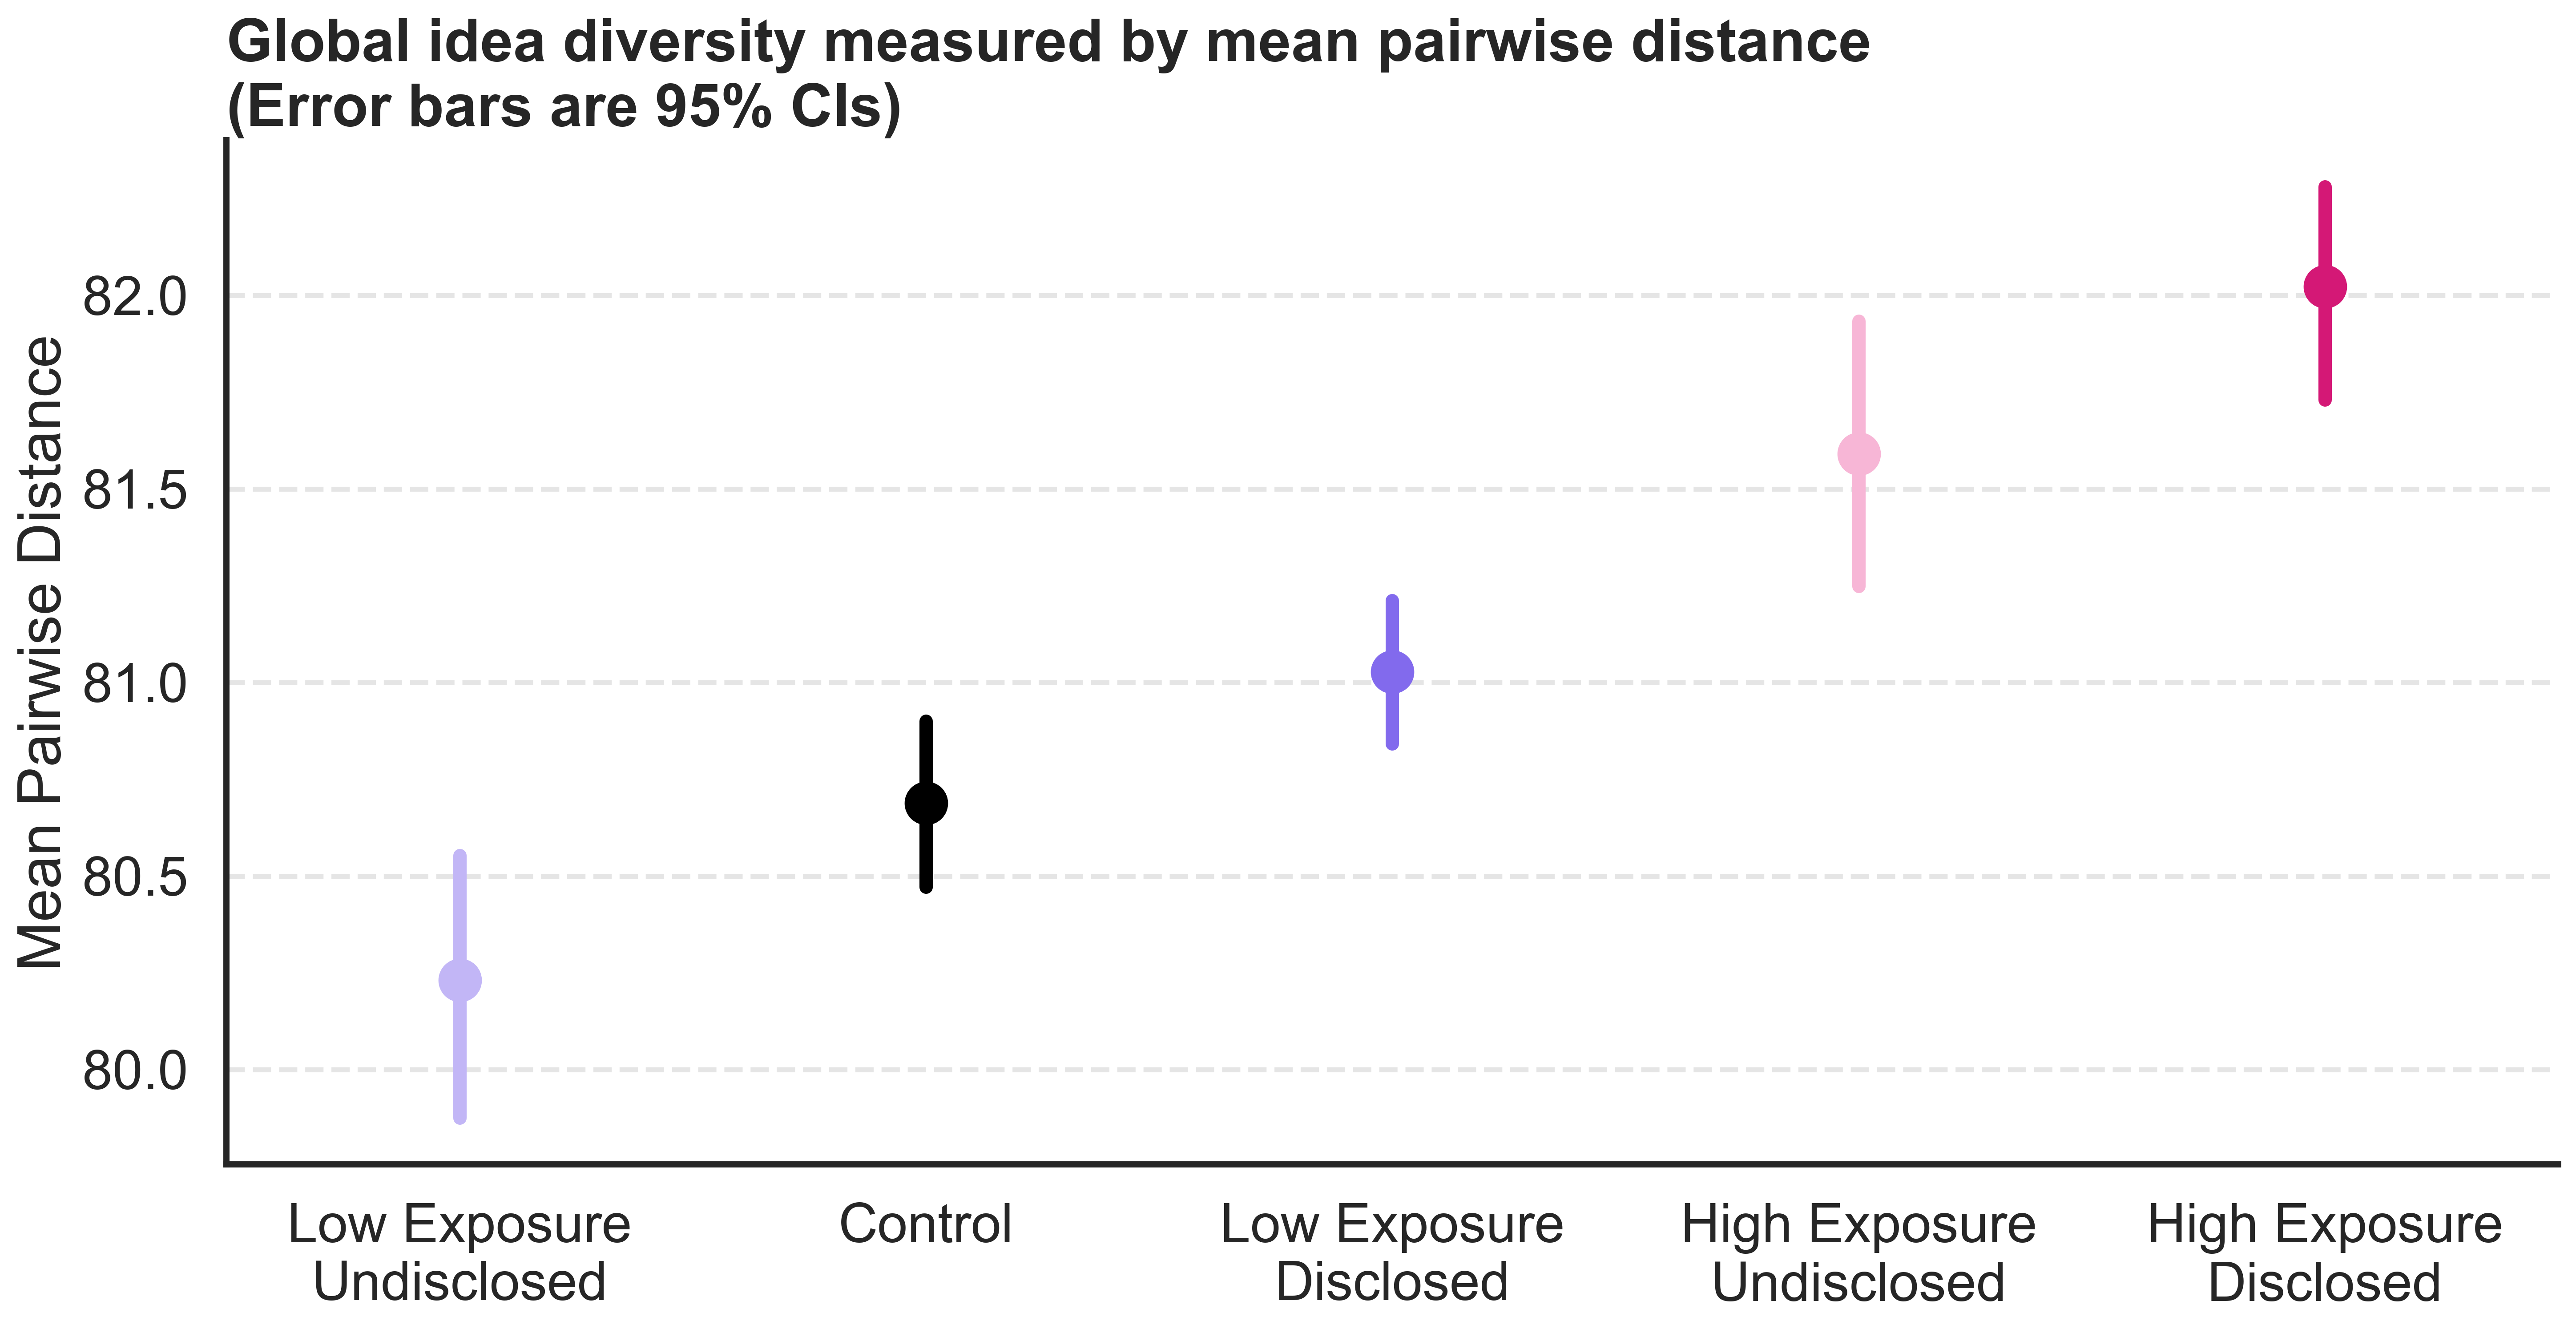 Global idea diversity measured by mean pairwise distance
(Error bars are 95% CIs)
Mean Pairwise Distance
82.0
81.5
81.0
80.5
80.0
Low Exposure
Undisclosed
Control
Low Exposure
Disclosed
High Exposure
Undisclosed
High Exposure
Disclosed